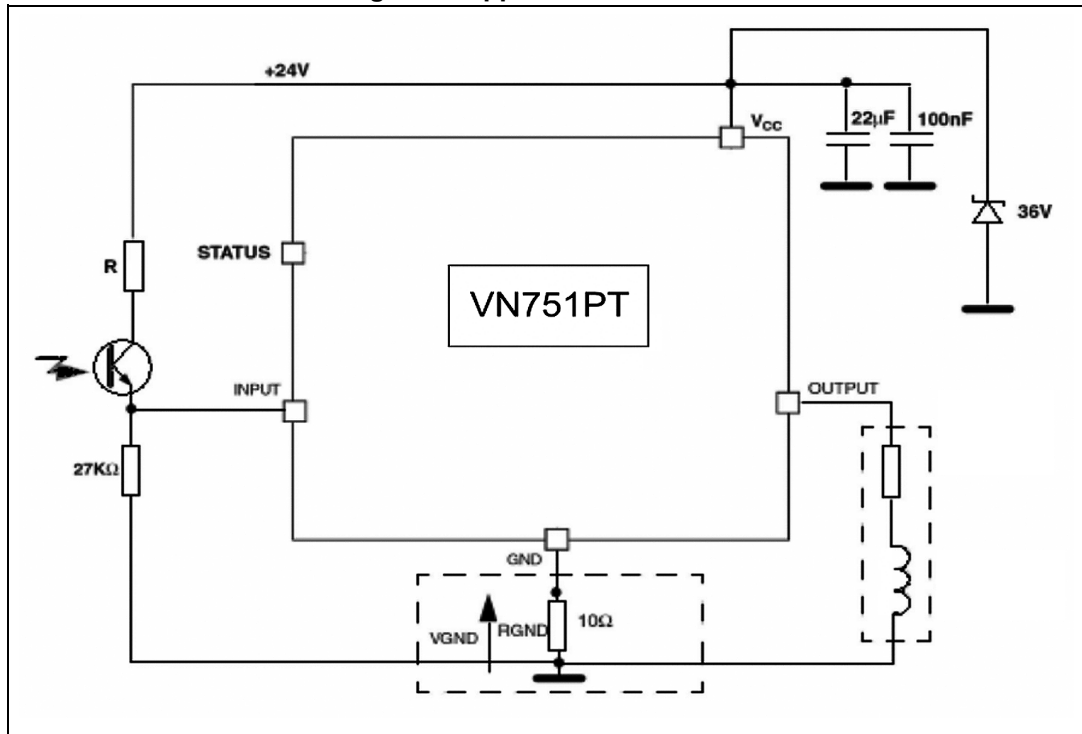 +24V
VCC
22µF
100nF
36V
R
STATUS
VN751PT
INPUT
OUTPUT
27KΩ
GND
VGND
RGND
10Ω